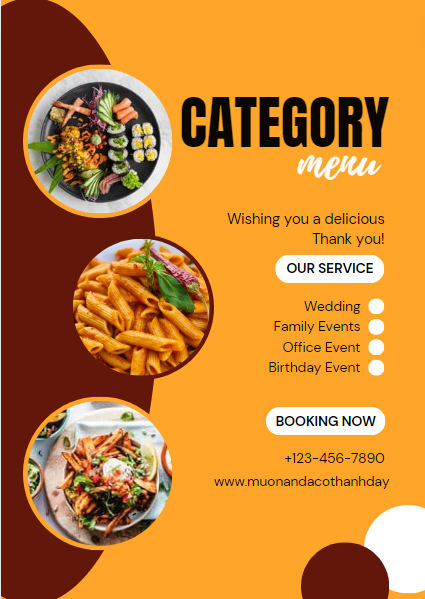 CATEGORY
menu
Wishing you a delicious
Thank you!
OUR SERVICE
Wedding
Family Events
Office Event
Birthday Event
BOOKING NOW
+123-456-7890
www.muonandacothanhday